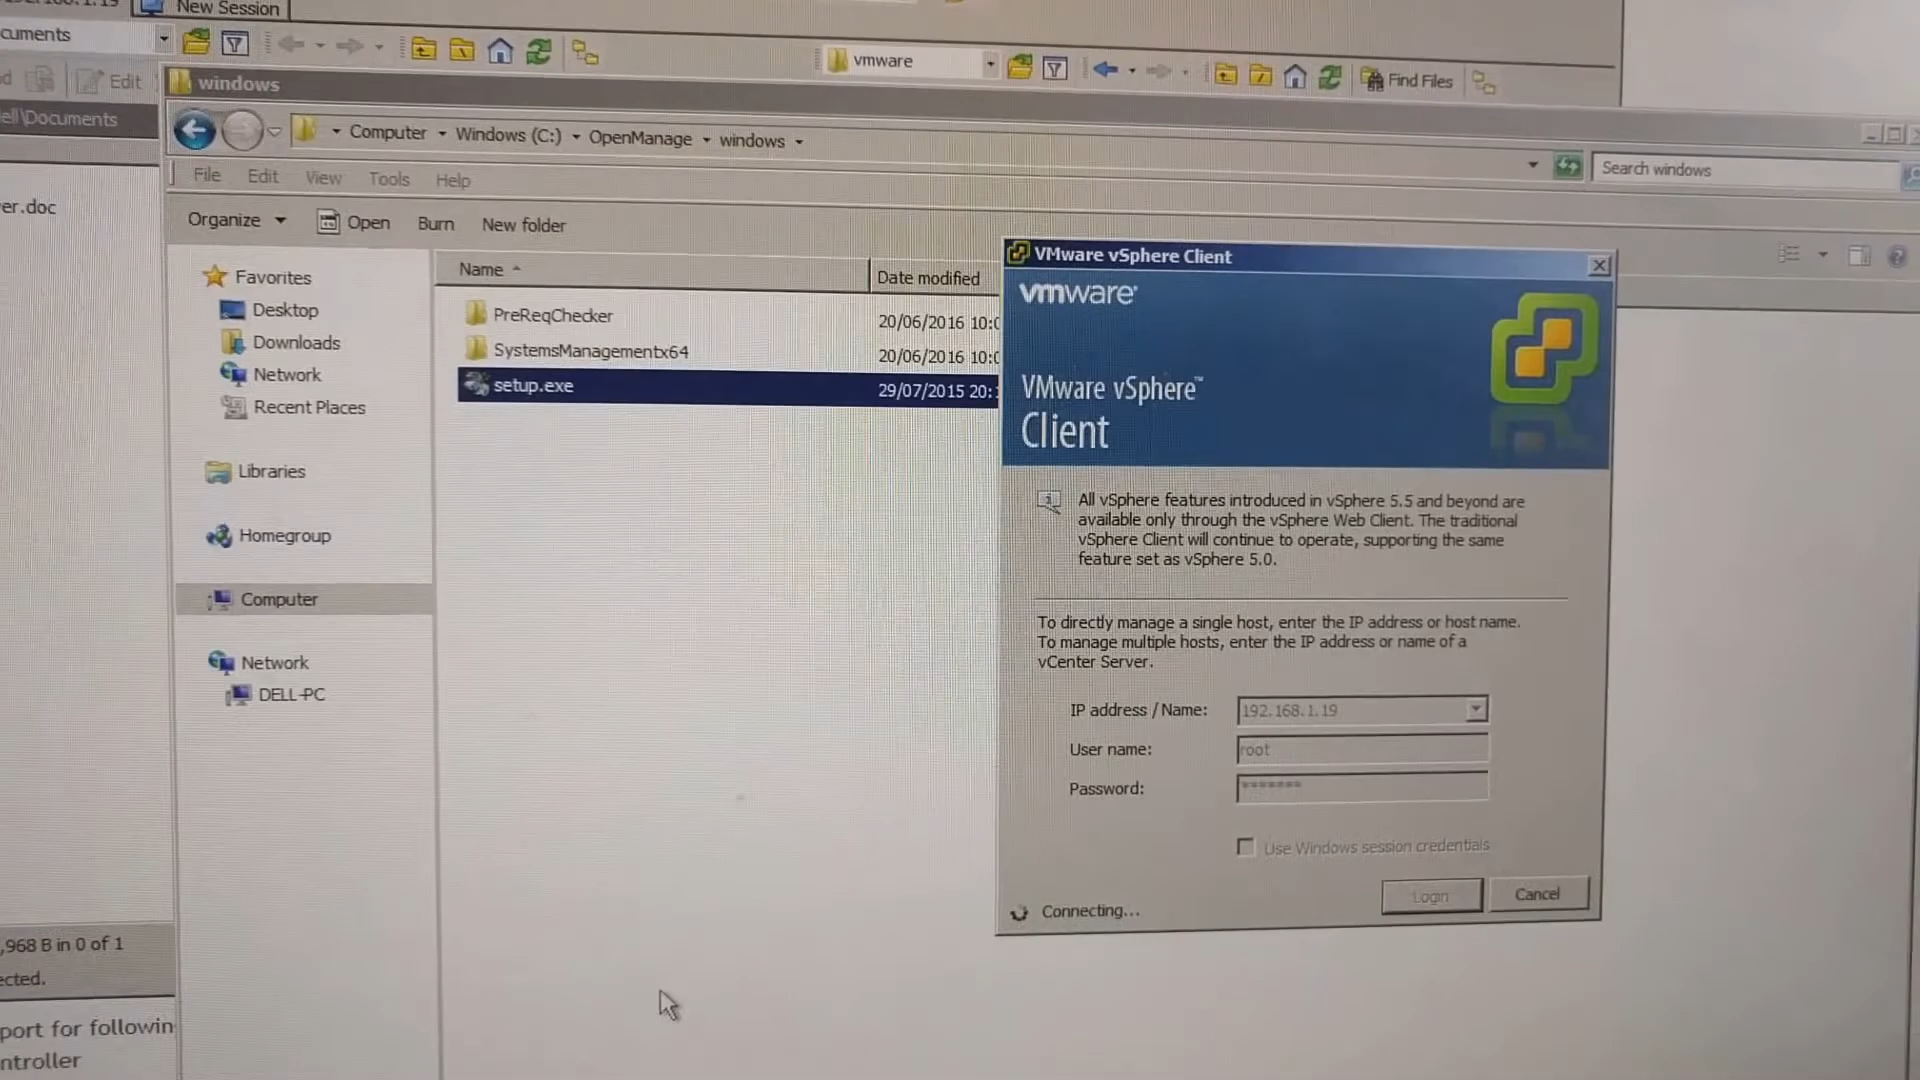 New Session
cuments
vmware
Find Files
Edit
ell\Documents
windows
Computer
Windows (C:)
OpenManage
windows
Search windows
File
Edit
View
Tools
Help
er.doc
Organize
Open
Burn
New folder
Name
Date modified
Favorites
Desktop
Downloads
Network
Recent Places
Libraries
Homegroup
Computer
Network
DELL-PC
PreReqChecker
20/06/2016 10:0
SystemsManagementx64
20/06/2016 10:0
setup.exe
29/07/2015 20:
VMware vSphere Client
vmware
VMware vSphere™
Client
All vSphere features introduced in vSphere 5.5 and beyond are
available only through the vSphere Web Client. The traditional
vSphere Client will continue to operate, supporting the same
feature set as vSphere 5.0.
To directly manage a single host, enter the IP address or host name.
To manage multiple hosts, enter the IP address or name of a
vCenter Server.
IP address / Name:
192.168.1.19
User name:
root
Password:
*******
Use Windows session credentials
Login
Cancel
Connecting...
,968 B in 0 of 1
ected.
port for followin
ntroller